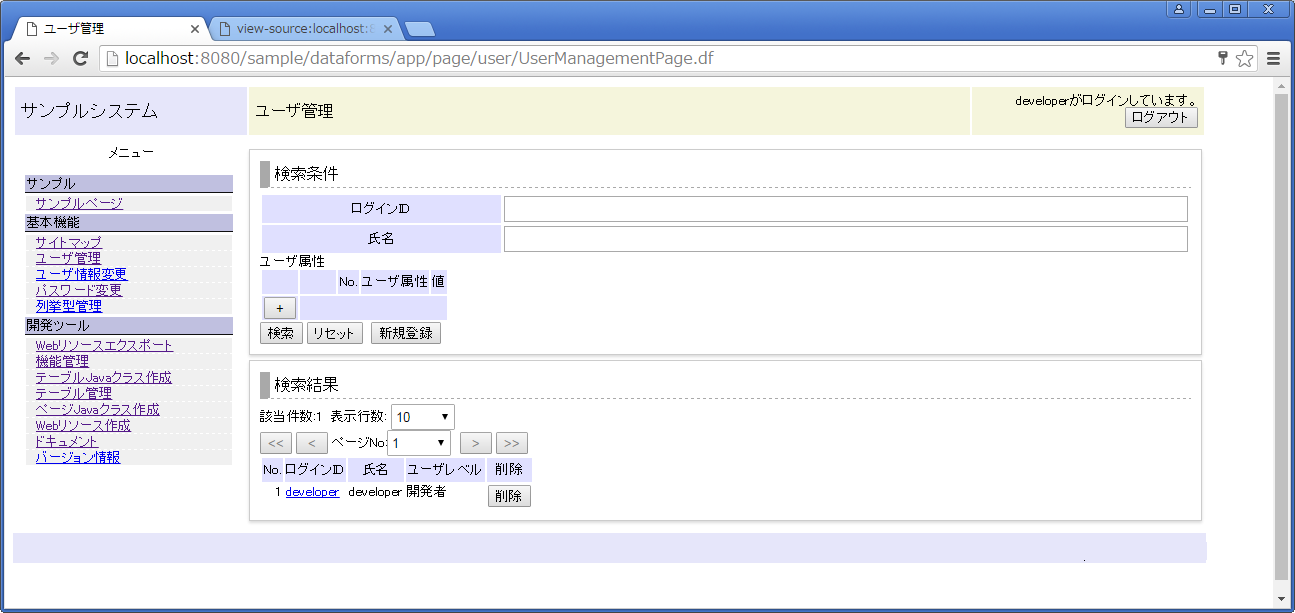 ユーザ管理
view-source:localhost:8
localhost:8080/sample/dataforms/app/page/user/UserManagementPage.df
サンプルシステム
ユーザ管理
developerがログインしています。
ログアウト
メニュー
サンプル
サンプルページ
基本機能
サイトマップ
ユーザ管理
ユーザ情報変更
パスワード変更
列挙型管理
開発ツール
Webリソースエクスポート
機能管理
テーブルJavaクラス作成
テーブル管理
ページJavaクラス作成
Webリソース作成
ドキュメント
バージョン情報
検索条件
ログインID
氏名
ユーザ属性
No. ユーザ属性 値
+
検索 リセット 新規登録
検索結果
該当件数:1 表示行数: 10
<< < ページNo: 1 > >>
No. ログインID 氏名 ユーザレベル 削除
1 developer developer 開発者 削除